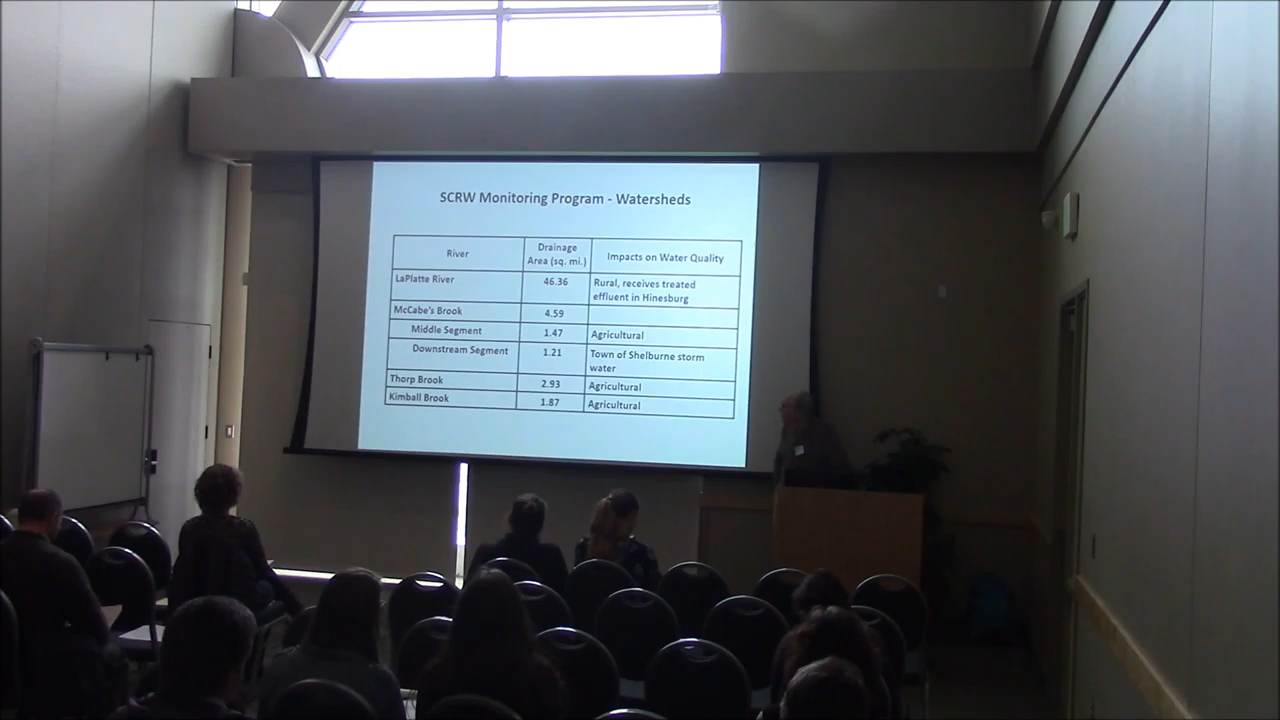 SCRW Monitoring Program - Watersheds
River
Drainage
Area (sq. mi.)
Impacts on Water Quality
LaPlatte River
46.36
Rural, receives treated
effluent in Hinesburg
McCabe's Brook
4.59
Middle Segment
1.47
Agricultural
Downstream Segment
1.21
Town of Shelburne storm
water
Thorp Brook
2.93
Agricultural
Kimball Brook
1.87
Agricultural